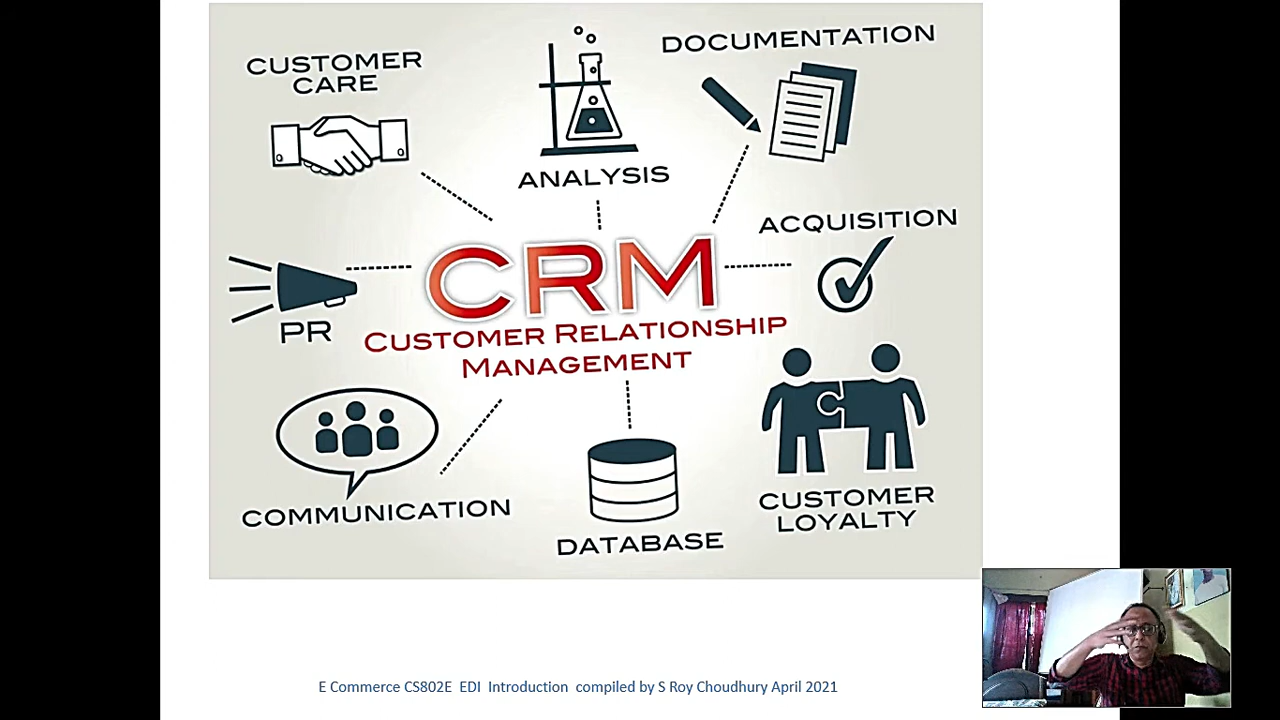 CUSTOMER
CARE
ANALYSIS
DOCUMENTATION
ACQUISITION
PR
CRM
CUSTOMER RELATIONSHIP
MANAGEMENT
COMMUNICATION
DATABASE
CUSTOMER
LOYALTY
E Commerce CS802E EDI Introduction compiled by S Roy Choudhury April 2021